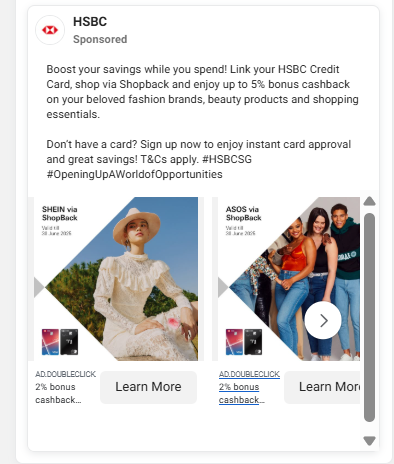 HSBC
Sponsored
Boost your savings while you spend! Link your HSBC Credit
Card, shop via Shopback and enjoy up to 5% bonus cashback
on your beloved fashion brands, beauty products and shopping
essentials.
Don't have a card? Sign up now to enjoy instant card approval
and great savings! T&Cs apply. #HSBCSG
#OpeningUpAWorldofOpportunities
SHEIN via
ShopBack
Valid till
30 June 2025
ASOS via
ShopBack
Valid till
30 June 2025
AD.DOUBLECLICK
2% bonus
cashback...
Learn More
AD.DOUBLECLICK
2% bonus
cashback...
Learn More